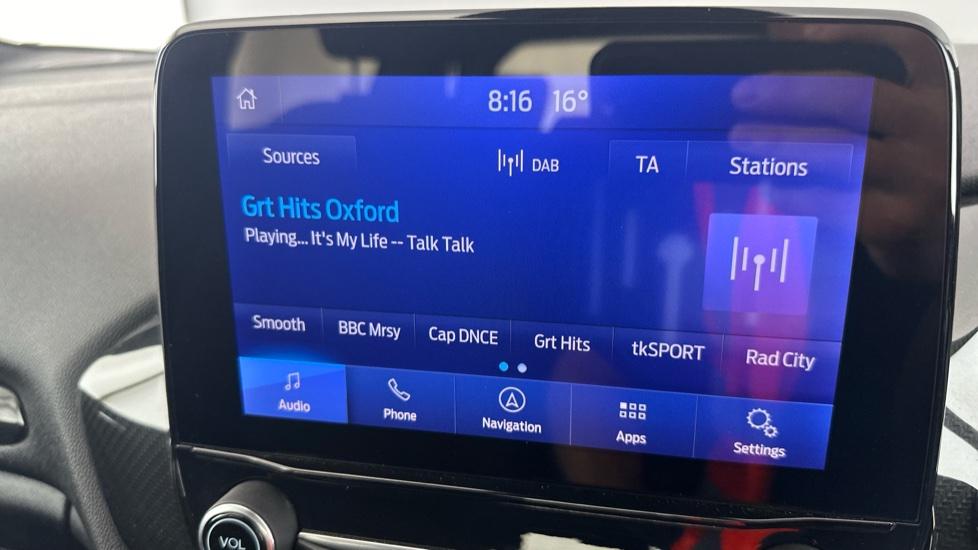 8:16 16°
Sources DAB TA Stations
Grt Hits Oxford
Playing... It's My Life -- Talk Talk
Smooth BBC Mrsy Cap DNCE Grt Hits tkSPORT Rad City
Audio Phone Navigation Apps Settings
VOL